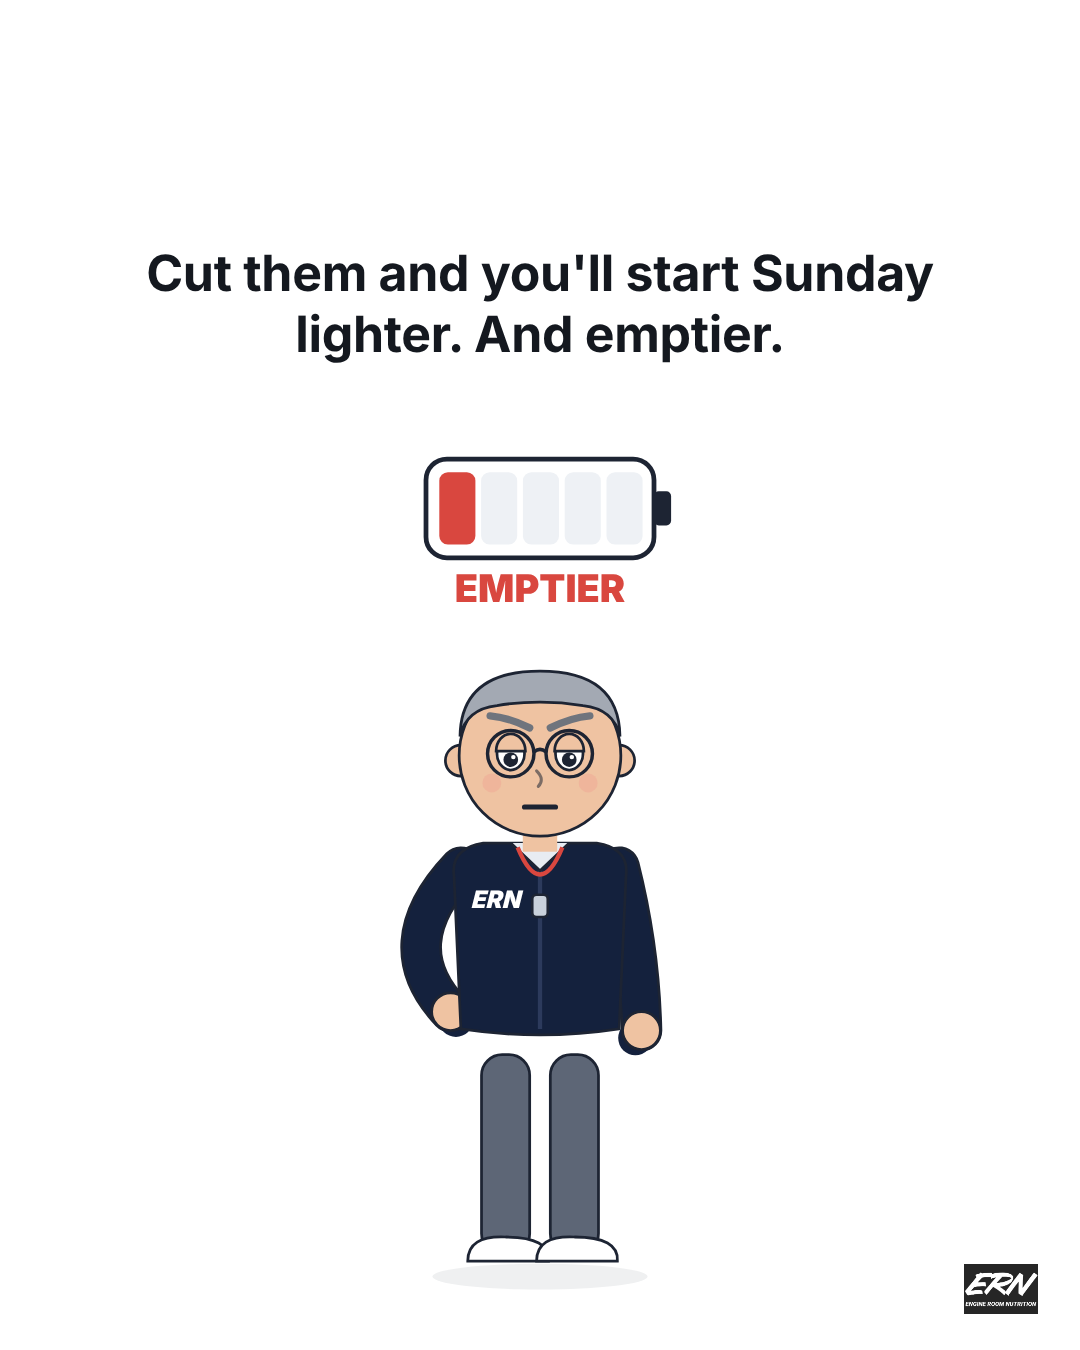 Cut them and you'll start Sunday
lighter. And emptier.
EMPTIER
ERN
ERN
ENGINE ROOM NUTRITION